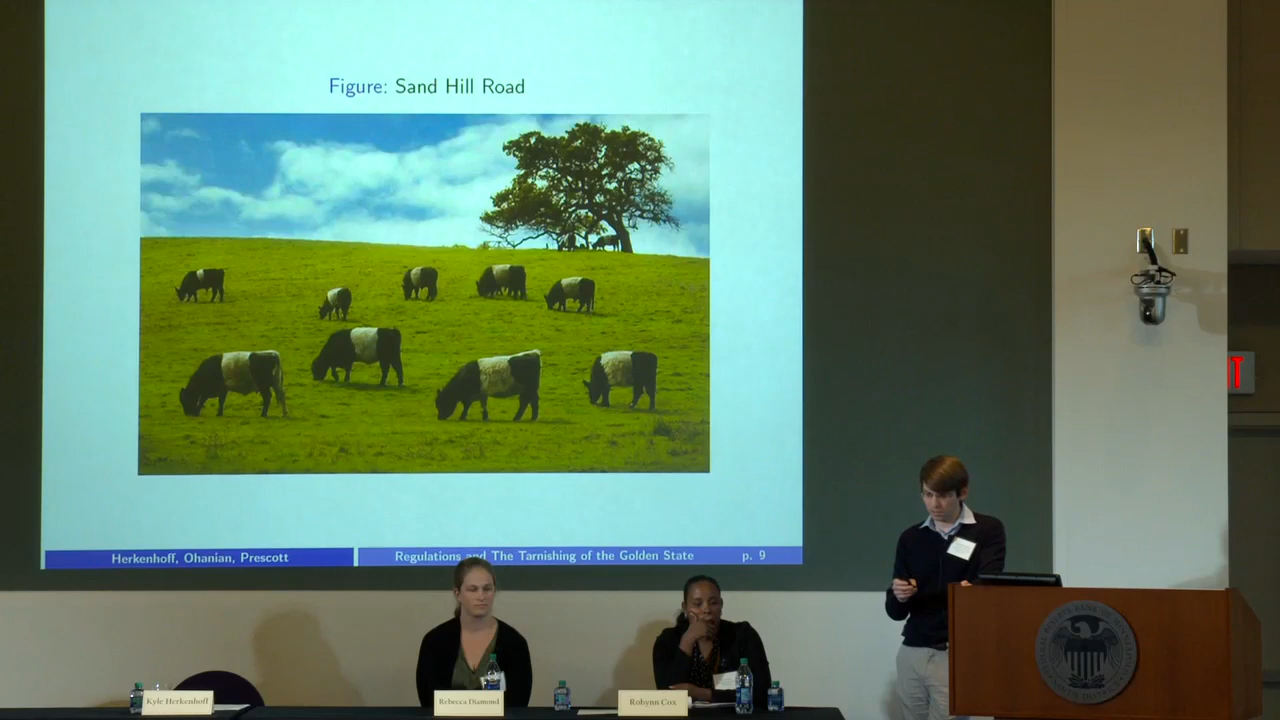 Figure: Sand Hill Road
Herkenhoff, Ohanian, Prescott
Regulations and The Tarnishing of the Golden State
p. 9
Kyle Herkenhoff
Rebecca Diamond
Robynn Cox